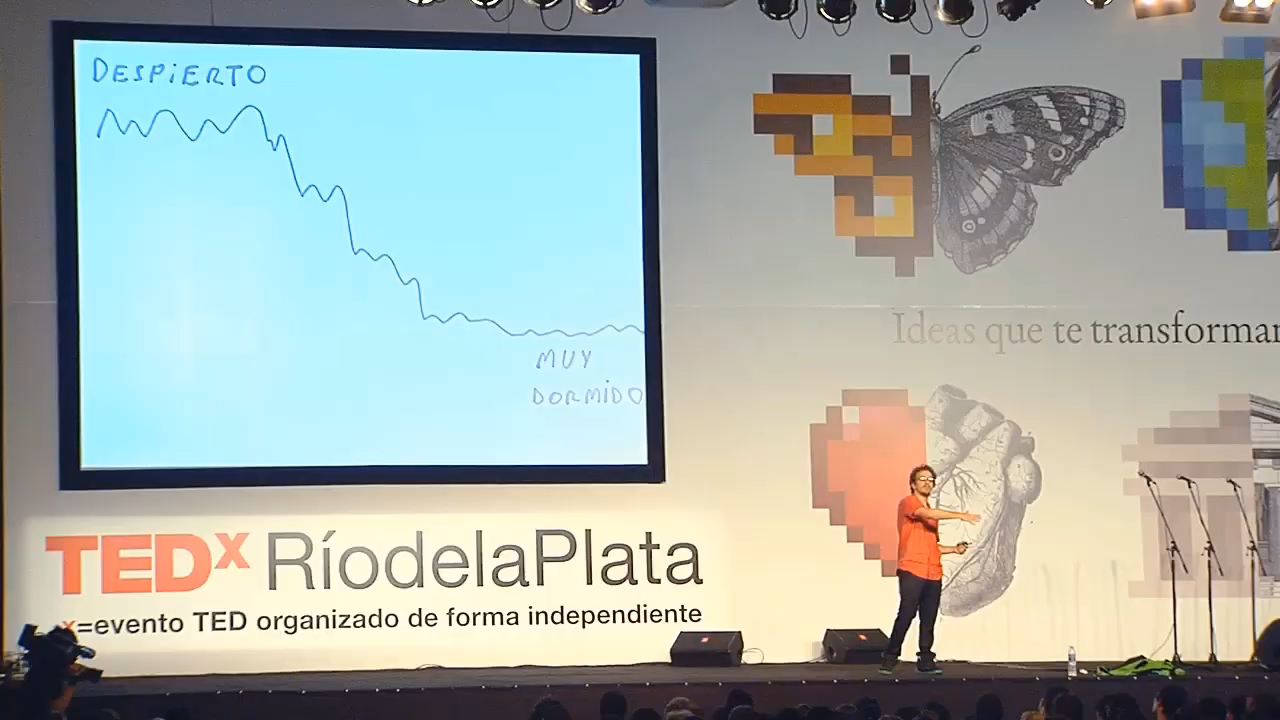 DESPiERTO
MUY
DORMiDO
Ideas que te transforman
TEDx RíodelaPlata
x=evento TED organizado de forma independiente